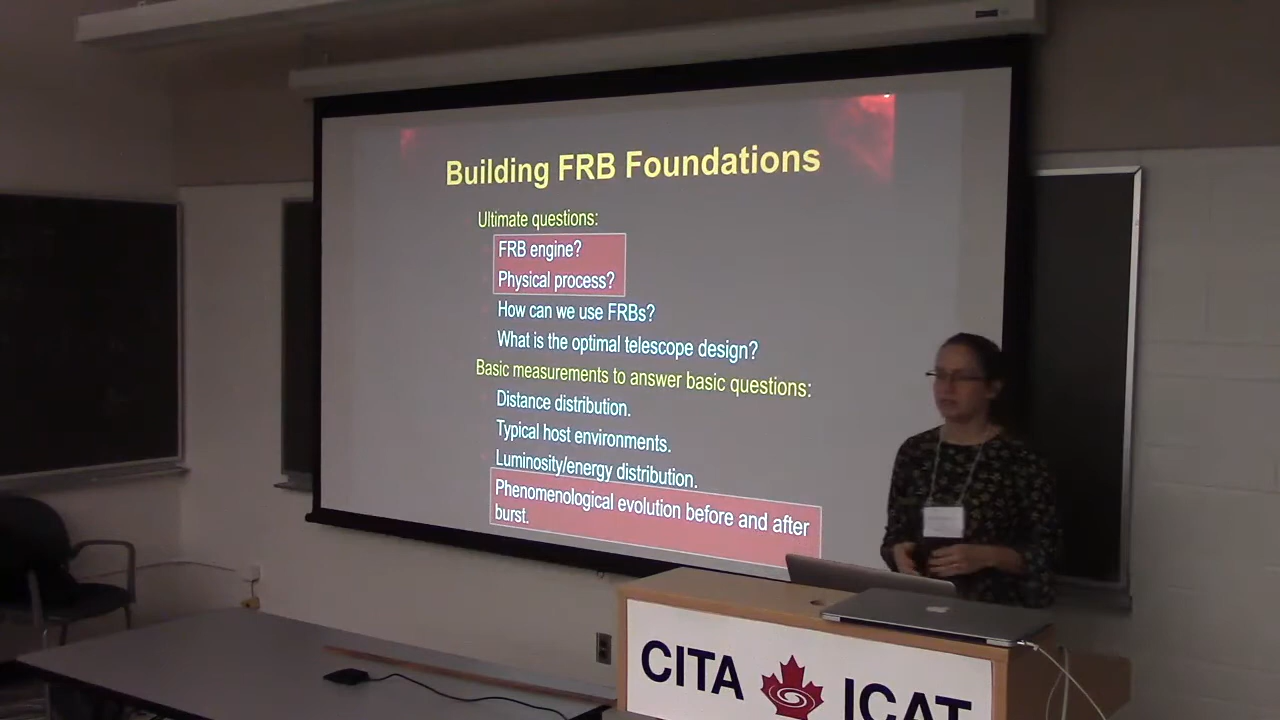 Building FRB Foundations
Ultimate questions:
FRB engine?
Physical process?
How can we use FRBs?
What is the optimal telescope design?
Basic measurements to answer basic questions:
Distance distribution.
Typical host environments.
Luminosity/energy distribution.
Phenomenological evolution before and after
burst.
CITA ICAT